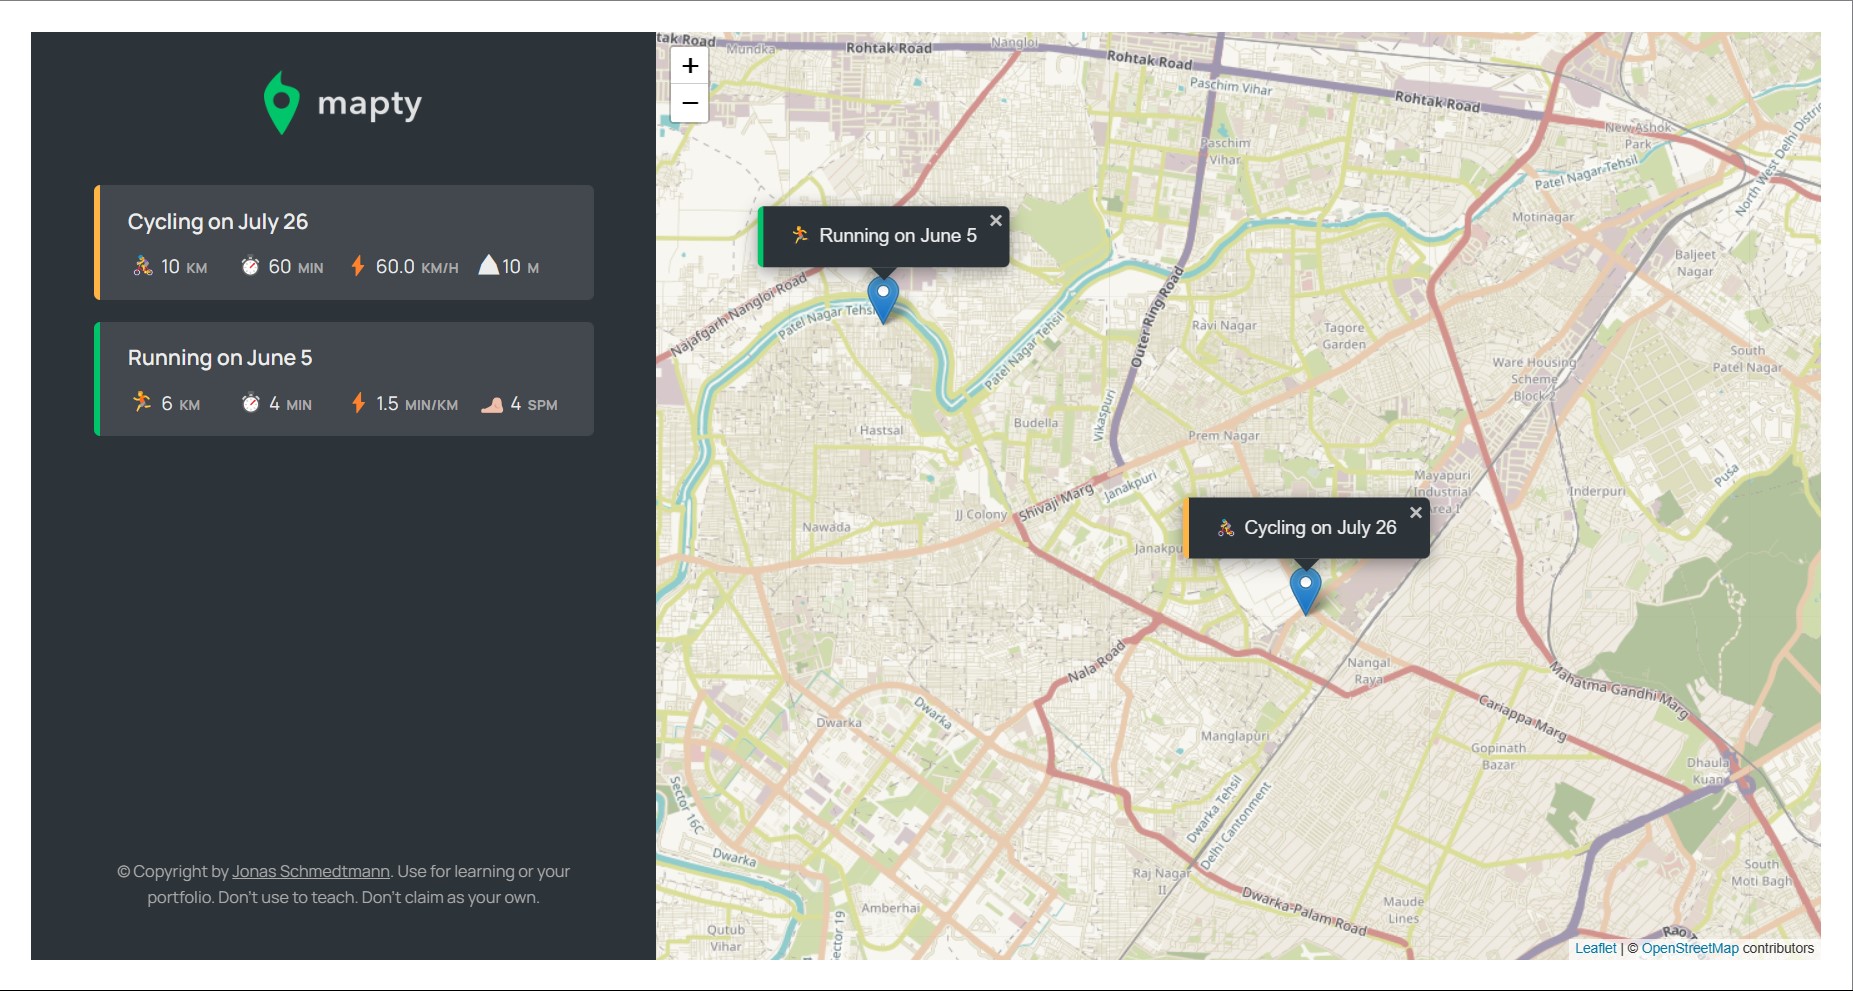 mapty
Cycling on July 26
10 KM 60 MIN 60.0 KM/H 10 M
Running on June 5
6 KM 4 MIN 1.5 MIN/KM 4 SPM
© Copyright by Jonas Schmedtmann. Use for learning or your
portfolio. Don't use to teach. Don't claim as your own.
+
−
tak Road
Mundka
Rohtak Road
Nangloi
Rohtak Road
Paschim Vihar
Rohtak Road
New Ashok
Park
North West Delhi Distri
Paschim
Vihar
Patel Nagar Tehsil
Motinagar
Running on June 5 ×
Baljeet
Nagar
Najafgarh Nangloi Road
Patel Nagar Tehsi
Patel Nagar Tehsil
Outer Ring Road
Ravi Nagar
Tagore
Garden
Ware Housing
Scheme
Block 2
South
Patel Nagar
Hastsal
Budella
Vikaspuri
Prem Nagar
Janakpuri
Mayapuri
Industrial
Area I
Inderpuri
Pusa
Shivaji Marg
JJ Colony
Nawada
Janakpu
Cycling on July 26 ×
Nala Road
Nangal
Raya
Mahatma Gandhi Marg
Cariappa Marg
Dwarka
Dwarka
Manglapuri
Gopinath
Bazar
Dhaula
Kuan
Sector 16C
Dwarka Tehsil
Delhi Cantonment
Dwarka
Raj Nagar
II
South
Moti Bagh
Amberhai
Dwarka-Palam Road
Maude
Lines
Qutub
Vihar
Sector 19
Rao
Leaflet | © OpenStreetMap contributors